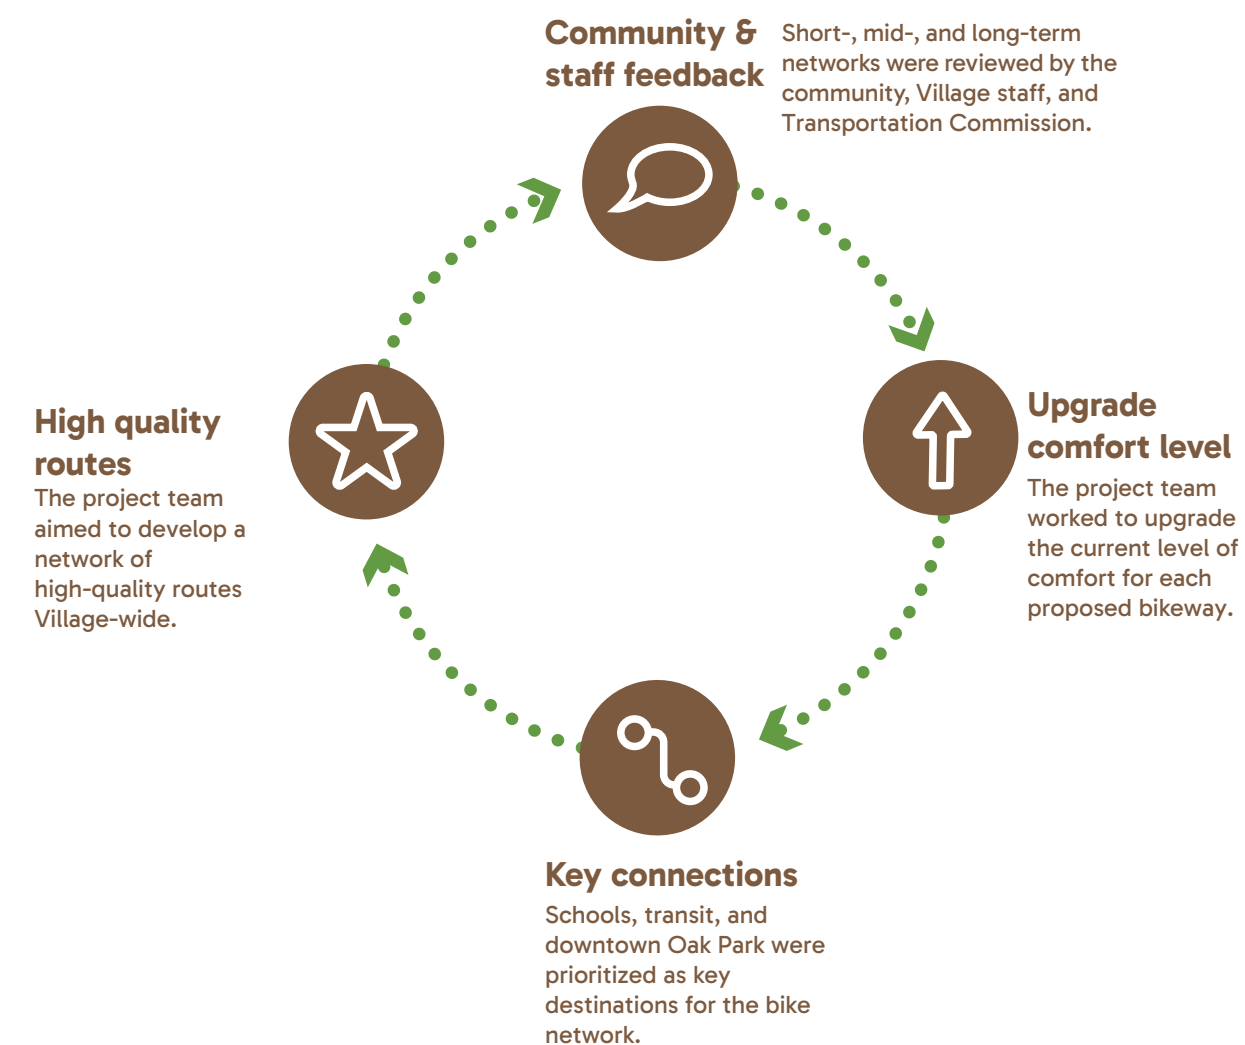 Community &
staff feedback
Short-, mid-, and long-term
networks were reviewed by the
community, Village staff, and
Transportation Commission.
Upgrade
comfort level
The project team
worked to upgrade
the current level of
comfort for each
proposed bikeway.
Key connections
Schools, transit, and
downtown Oak Park were
prioritized as key
destinations for the bike
network.
High quality
routes
The project team
aimed to develop a
network of
high-quality routes
Village-wide.